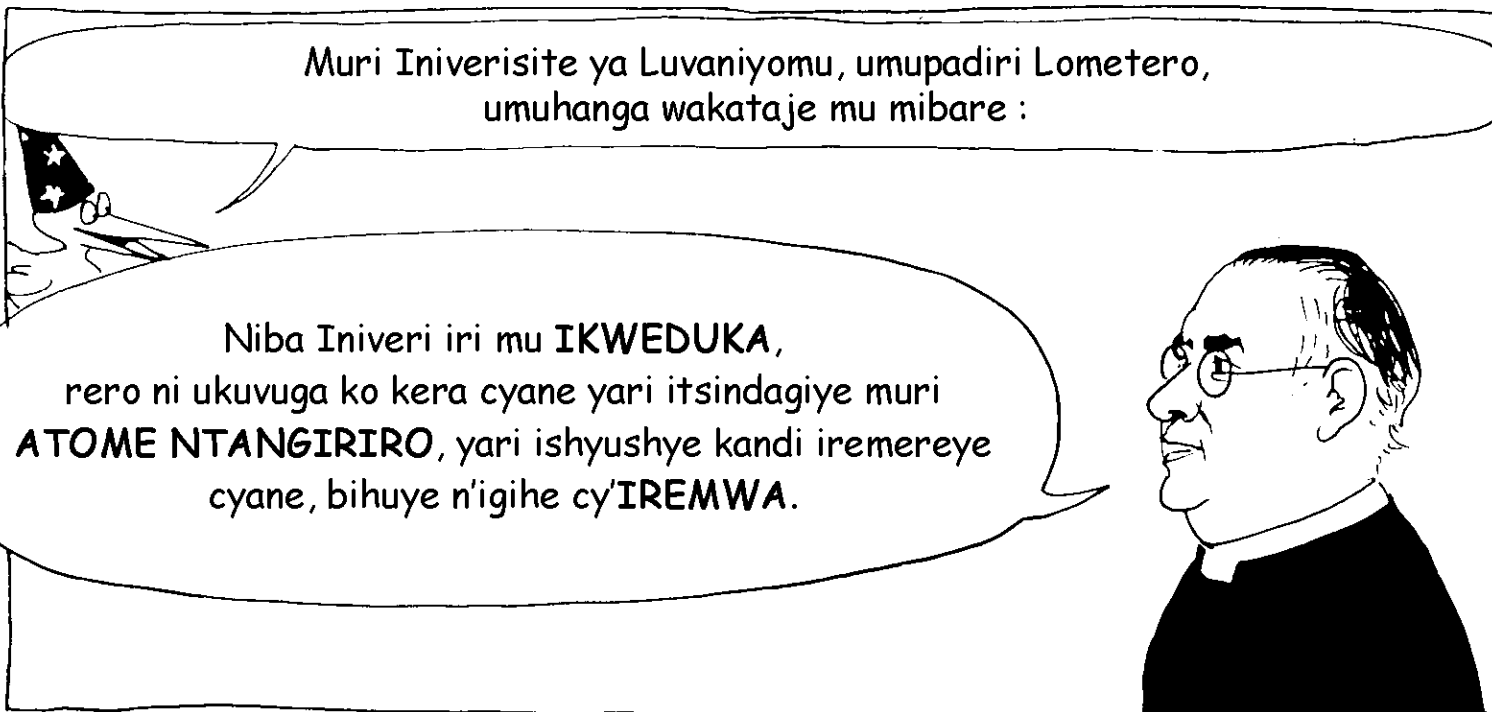 Muri Iniverisite ya Luvaniyomu, umupadiri Lometero,
umuhanga wakataje mu mibare :
Niba Iniveri iri mu IKWEDUKA,
rero ni ukuvuga ko kera cyane yari itsindagiye muri
ATOME NTANGIRIRO, yari ishyushye kandi iremereye
cyane, bihuye n'igihe cy'IREMWA.